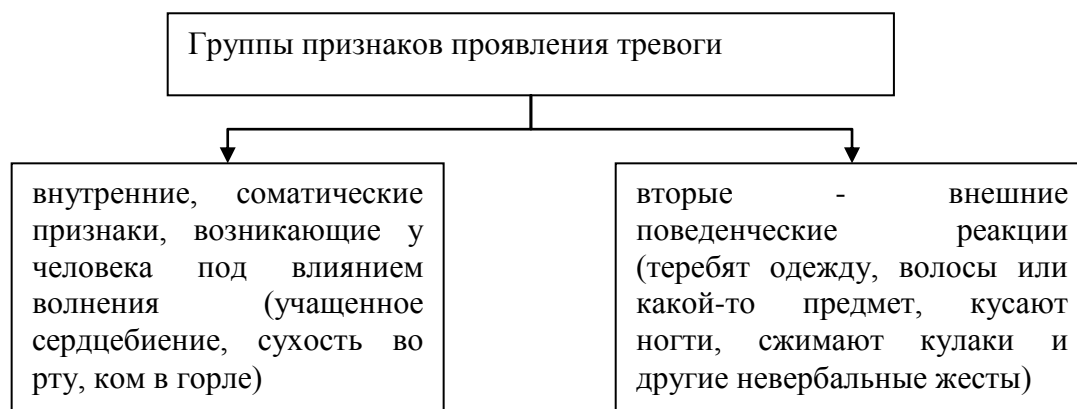 Группы признаков проявления тревоги
внутренние, соматические
признаки, возникающие у
человека под влиянием
волнения (учащенное
сердцебиение, сухость во
рту, ком в горле)
вторые - внешние
поведенческие реакции
(теребят одежду, волосы или
какой-то предмет, кусают
ногти, сжимают кулаки и
другие невербальные жесты)